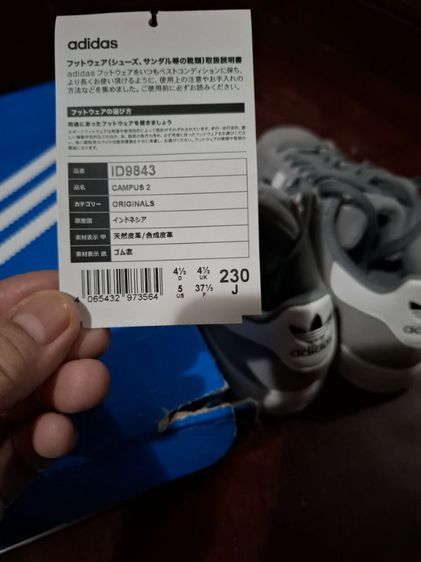 adidas
フットウェア(シューズ、サンダル等の靴類)取扱説明書
adidas フットウェアをいつもベストコンディションに保ち、
より長くお使い頂けるように、使用上の注意やお手入れ
の方法などを集めました。ご使用前に必ずお読みください。
フットウェアの選び方
用途にあったフットウェアを履きましょう
品番 ID9843
品名 CAMPUS 2
カテゴリー ORIGINALS
原産国 インドネシア
素材表示 甲 天然皮革/合成皮革
素材表示 底 ゴム底
4½ 4½ 230
D UK J
5 37⅓
US F
4 065432 973564
adidas
adidas